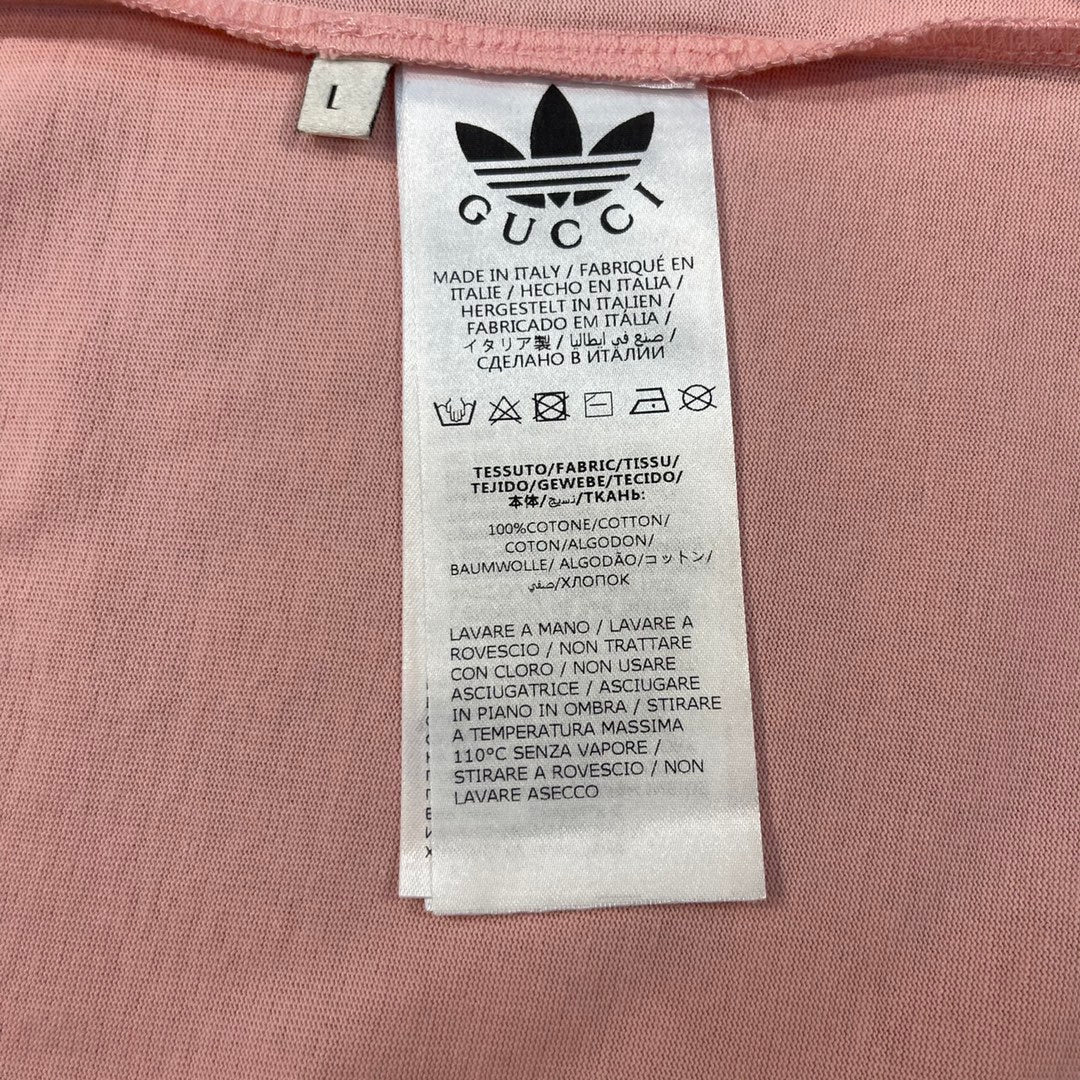 L
GUCCI
MADE IN ITALY / FABRIQUÉ EN
ITALIE / HECHO EN ITALIA /
HERGESTELT IN ITALIEN /
FABRICADO EM ITÁLIA /
イタリア製 / صنع في ايطاليا /
СДЕЛАНО В ИТАЛИИ
TESSUTO/FABRIC/TISSU/
TEJIDO/GEWEBE/TECIDO/
本体/نسيج/ТКАНЬ:
100%COTONE/COTTON/
COTON/ALGODON/
BAUMWOLLE/ ALGODÃO/コットン/
/ХЛОПОК
LAVARE A MANO / LAVARE A
ROVESCIO / NON TRATTARE
CON CLORO / NON USARE
ASCIUGATRICE / ASCIUGARE
IN PIANO IN OMBRA / STIRARE
A TEMPERATURA MASSIMA
110°C SENZA VAPORE /
STIRARE A ROVESCIO / NON
LAVARE ASECCO